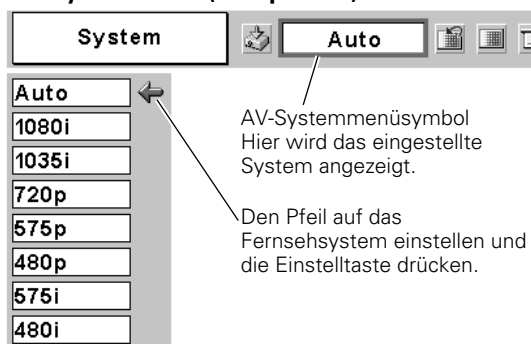 System
Auto
Auto
1080i
1035i
720p
575p
480p
575i
480i
AV-Systemmenüsymbol
Hier wird das eingestellte
System angezeigt.
Den Pfeil auf das
Fernsehsystem einstellen und
die Einstelltaste drücken.